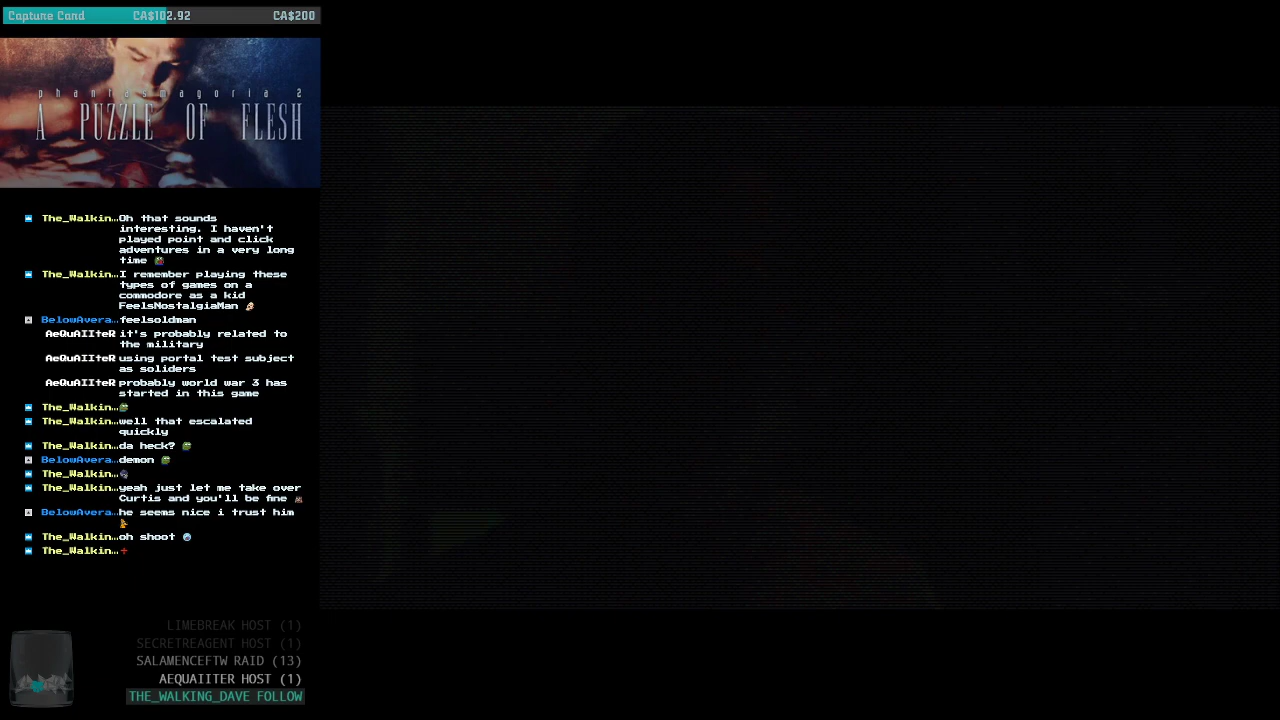 Capture Card CA$102.92 CA$200
phantasmagoria 2
A PUZZLE OF FLESH
The_Walkin… Oh that sounds
interesting. I haven't
played point and click
adventures in a very long
time
The_Walkin… I remember playing these
types of games on a
commodore as a kid
FeelsNostalgiaMan
BelowAvera… feelsoldman
AeQuAIIteR it's probably related to
the military
AeQuAIIteR using portal test subject
as soliders
AeQuAIIteR probably world war 3 has
started in this game
The_Walkin…
The_Walkin… well that escalated
quickly
The_Walkin… da heck?
BelowAvera… demon
The_Walkin…
The_Walkin… yeah just let me take over
Curtis and you'll be fine
BelowAvera… he seems nice i trust him
The_Walkin… oh shoot
The_Walkin…
LIMEBREAK HOST (1)
SECRETREAGENT HOST (1)
SALAMENCEFTW RAID (13)
AEQUAIITER HOST (1)
THE_WALKING_DAVE FOLLOW